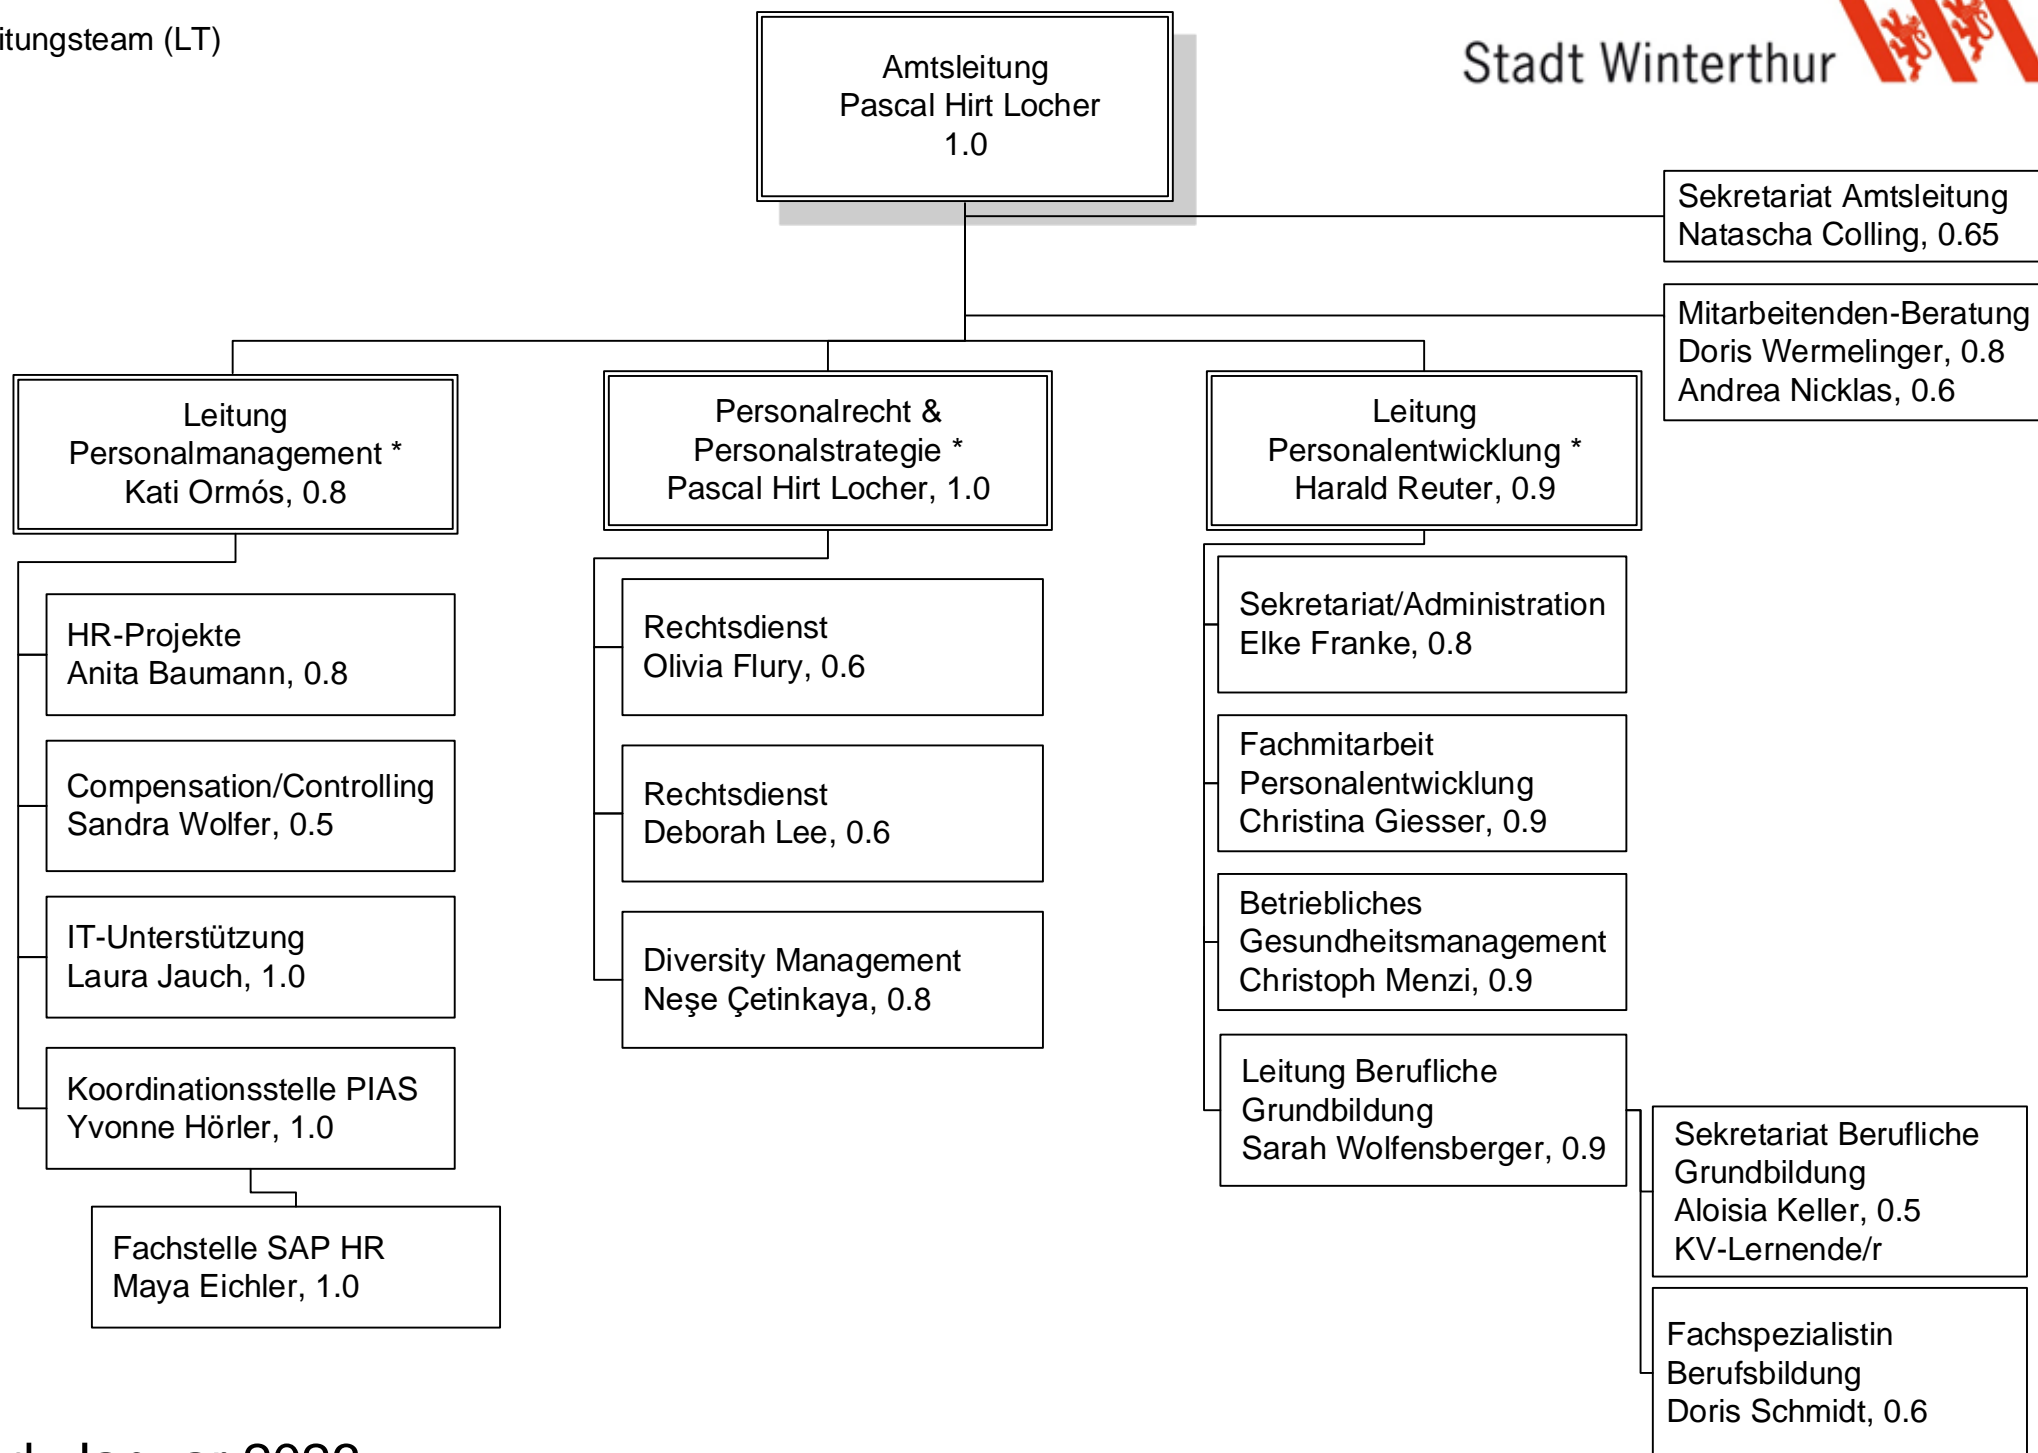 itungsteam (LT)
Stadt Winterthur
Amtsleitung
Pascal Hirt Locher
1.0
Sekretariat Amtsleitung
Natascha Colling, 0.65
Mitarbeitenden-Beratung
Doris Wermelinger, 0.8
Andrea Nicklas, 0.6
Leitung
Personalmanagement *
Kati Ormós, 0.8
Personalrecht &
Personalstrategie *
Pascal Hirt Locher, 1.0
Leitung
Personalentwicklung *
Harald Reuter, 0.9
HR-Projekte
Anita Baumann, 0.8
Compensation/Controlling
Sandra Wolfer, 0.5
IT-Unterstützung
Laura Jauch, 1.0
Koordinationsstelle PIAS
Yvonne Hörler, 1.0
Fachstelle SAP HR
Maya Eichler, 1.0
Rechtsdienst
Olivia Flury, 0.6
Rechtsdienst
Deborah Lee, 0.6
Diversity Management
Neşe Çetinkaya, 0.8
Sekretariat/Administration
Elke Franke, 0.8
Fachmitarbeit
Personalentwicklung
Christina Giesser, 0.9
Betriebliches
Gesundheitsmanagement
Christoph Menzi, 0.9
Leitung Berufliche
Grundbildung
Sarah Wolfensberger, 0.9
Sekretariat Berufliche
Grundbildung
Aloisia Keller, 0.5
KV-Lernende/r
Fachspezialistin
Berufsbildung
Doris Schmidt, 0.6